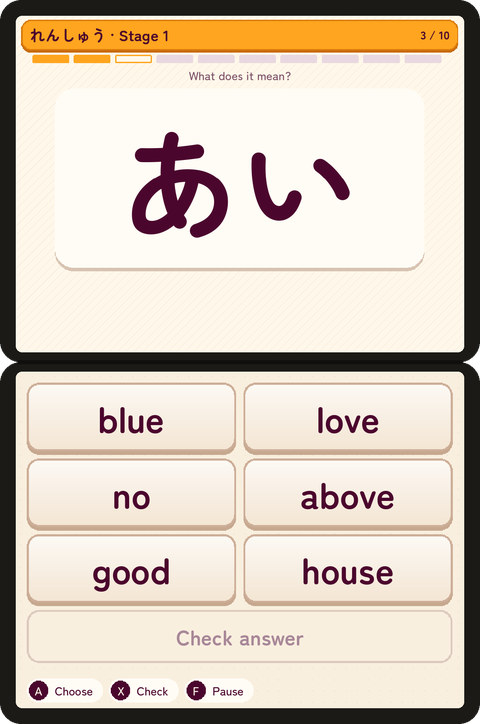 れんしゅう · Stage 1
3 / 10
What does it mean?
あい
blue
love
no
above
good
house
Check answer
A Choose X Check F Pause